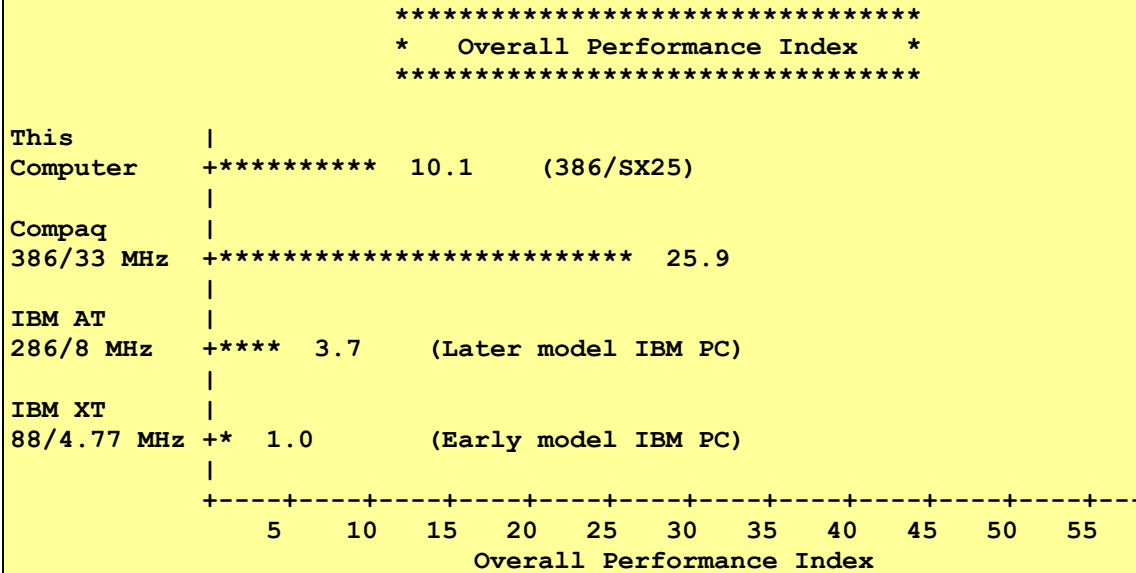 *********************************
*   Overall Performance Index   *
*********************************
This          |
Computer    +********** 10.1    (386/SX25)
            |
Compaq      |
386/33 MHz  +************************** 25.9
            |
IBM AT      |
286/8 MHz   +**** 3.7    (Later model IBM PC)
            |
IBM XT      |
88/4.77 MHz +* 1.0       (Early model IBM PC)
            |
            +----+----+----+----+----+----+----+----+----+----+----+--
5    10   15   20   25   30   35   40   45   50   55
Overall Performance Index